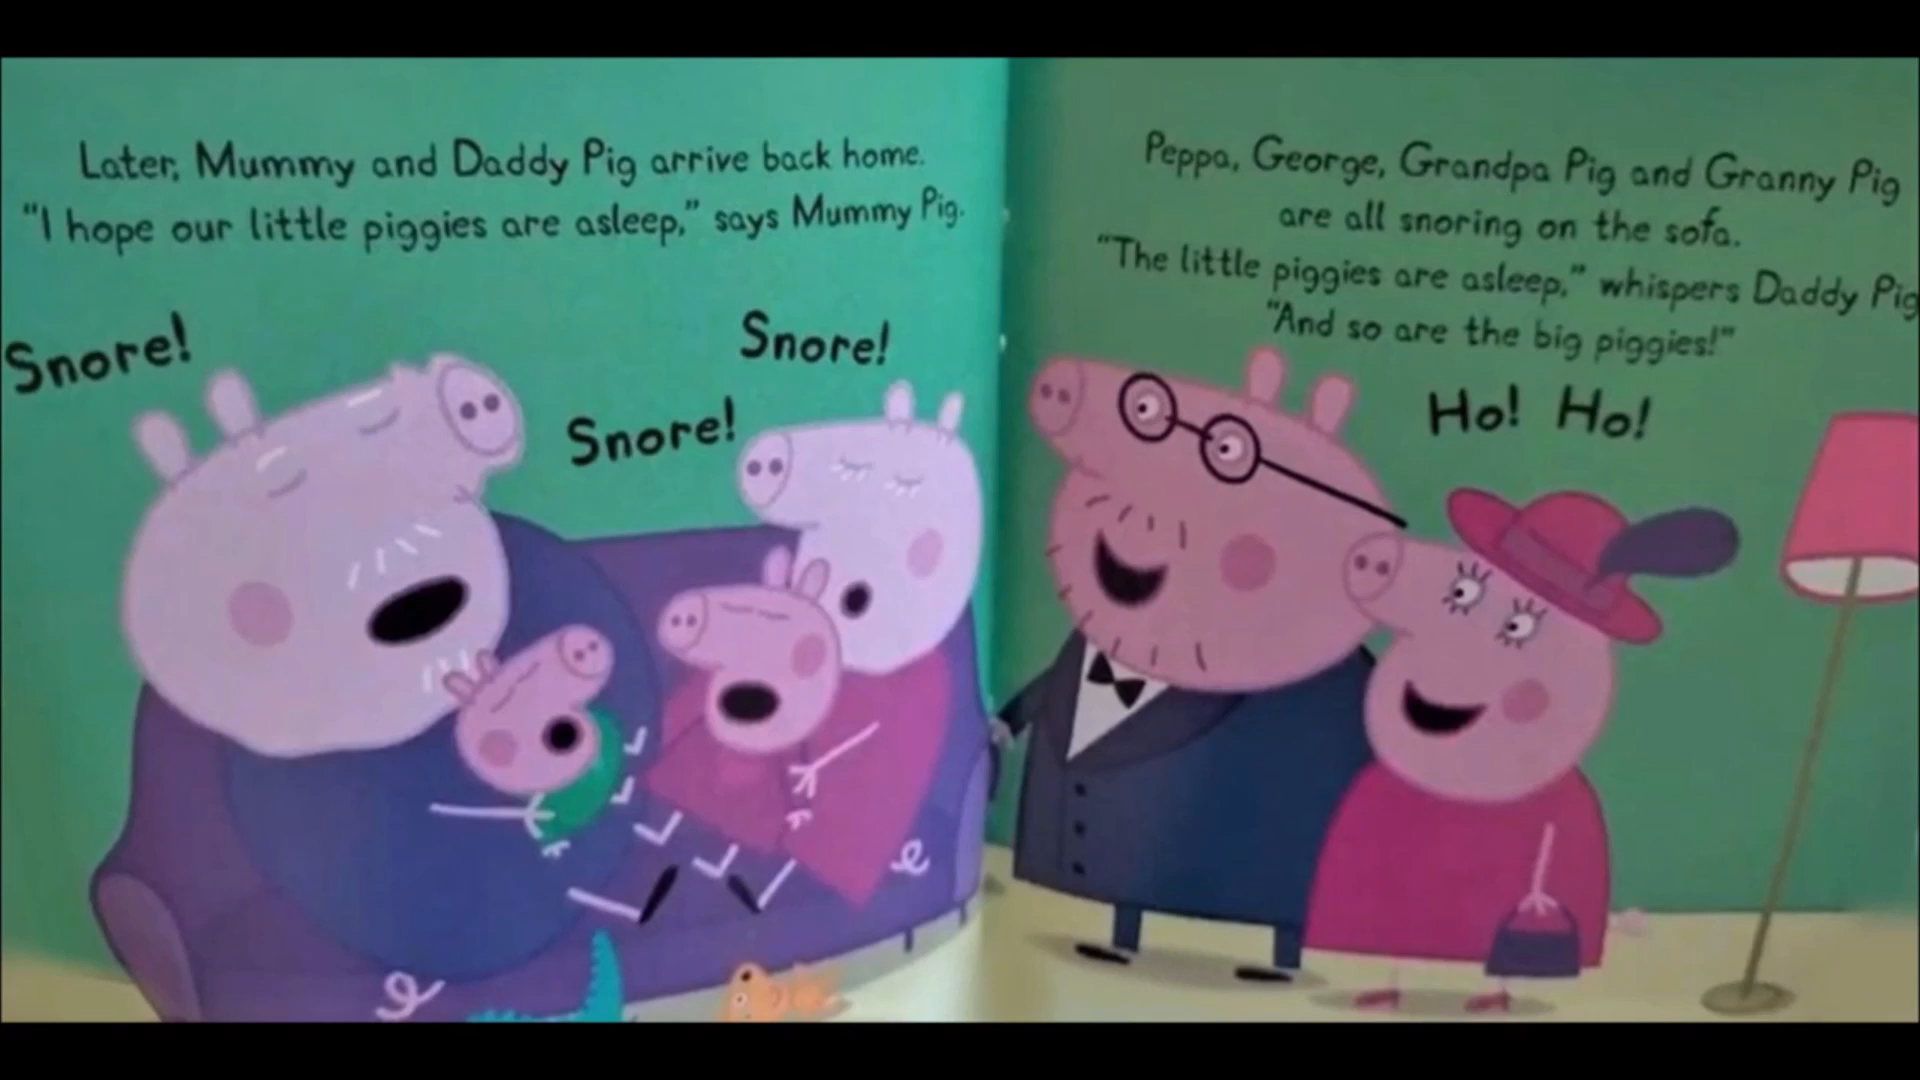 Later, Mummy and Daddy Pig arrive back home.
"I hope our little piggies are asleep," says Mummy Pig.
Snore!
Snore!
Snore!
Peppa, George, Grandpa Pig and Granny Pig
are all snoring on the sofa.
"The little piggies are asleep," whispers Daddy Pig
"And so are the big piggies!"
Ho! Ho!